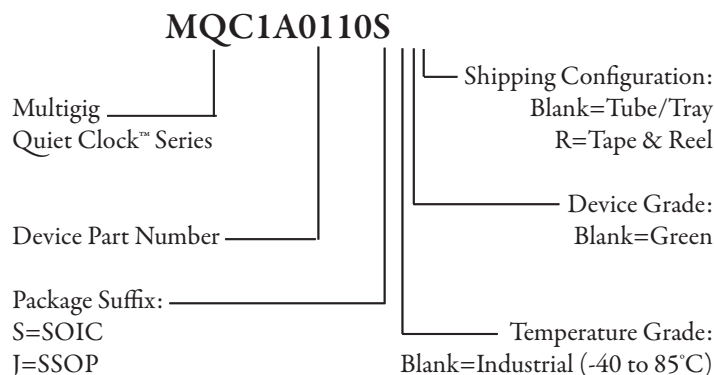 MQC1A0110S
Multigig
Quiet Clock™ Series
Device Part Number
Package Suffix:
S=SOIC
J=SSOP
Shipping Configuration:
Blank=Tube/Tray
R=Tape & Reel
Device Grade:
Blank=Green
Temperature Grade:
Blank=Industrial (-40 to 85°C)